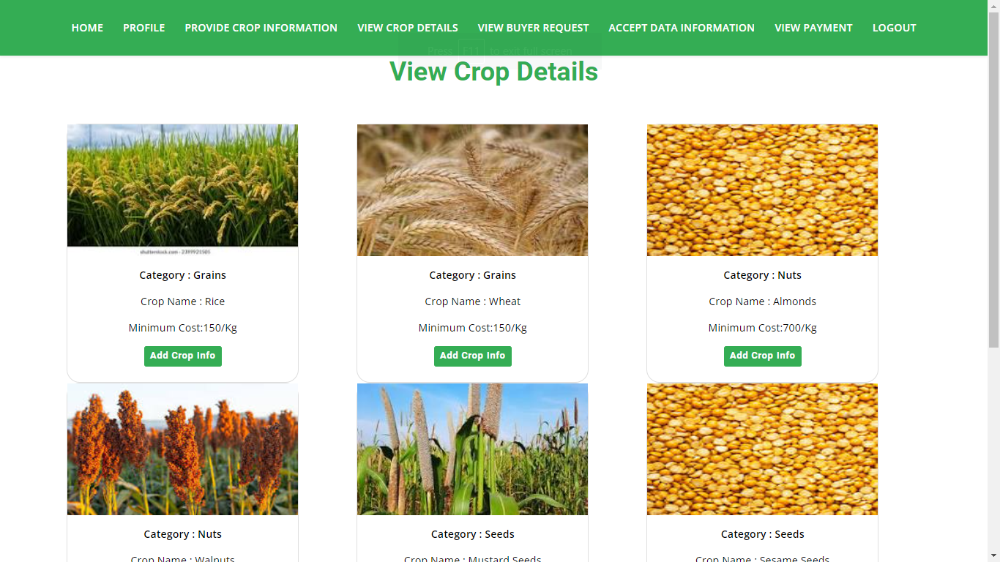 HOME PROFILE PROVIDE CROP INFORMATION VIEW CROP DETAILS VIEW BUYER REQUEST ACCEPT DATA INFORMATION VIEW PAYMENT LOGOUT
Press F11 to exit full screen
View Crop Details
shutterstock.com · 2399921505
Category : Grains
Crop Name : Rice
Minimum Cost:150/Kg
Add Crop Info
Category : Grains
Crop Name : Wheat
Minimum Cost:150/Kg
Add Crop Info
Category : Nuts
Crop Name : Almonds
Minimum Cost:700/Kg
Add Crop Info
Category : Nuts
Crop Name : Walnuts
Category : Seeds
Crop Name : Mustard Seeds
Category : Seeds
Crop Name : Sesame Seeds